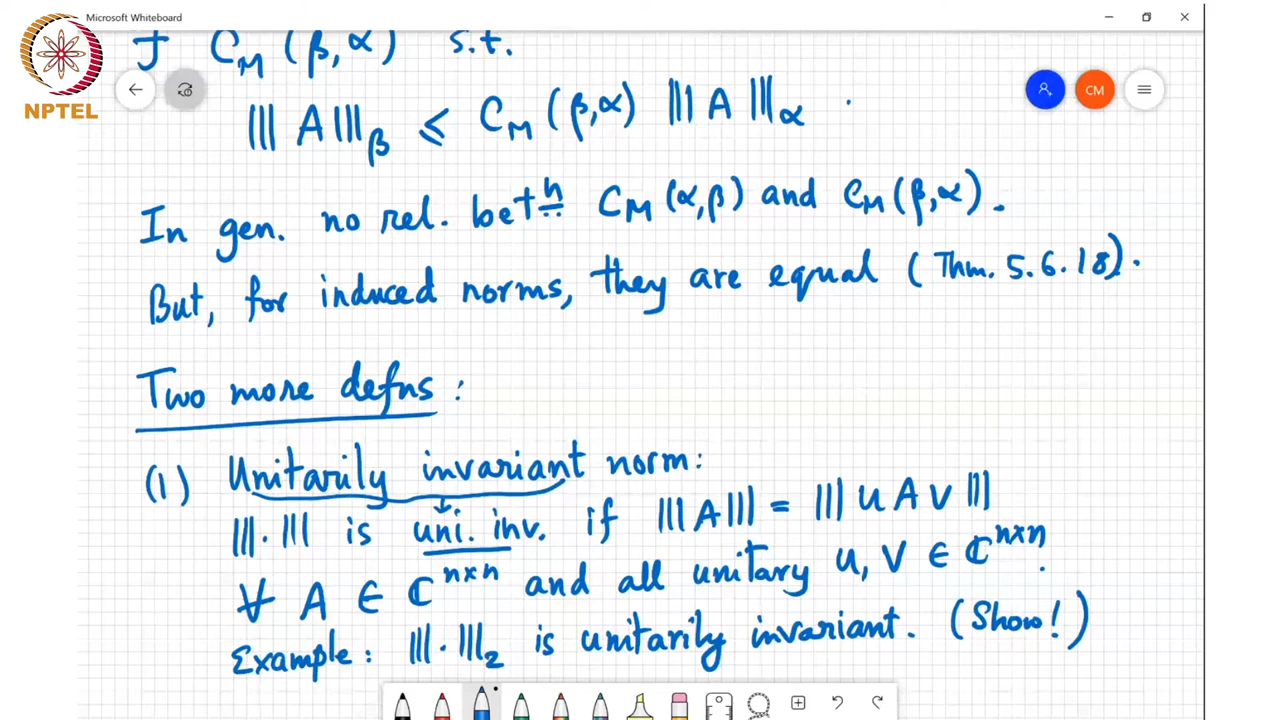 Microsoft Whiteboard
NPTEL
∃ C_M (β,α) s.t.
CM
||| A |||_β ≤ C_M (β,α) ||| A |||_α .
In gen. no rel. betⁿ C_M (α,β) and C_M (β,α).
But, for induced norms, they are equal (Thm. 5.6.18).
Two more defns :
(1) Unitarily invariant norm:
|||·||| is uni. inv. if |||A||| = ||| U A V |||
∀ A ∈ ℂ^{n×n} and all unitary U, V ∈ ℂ^{n×n}.
Example: |||·|||_2 is unitarily invariant. (Show!)